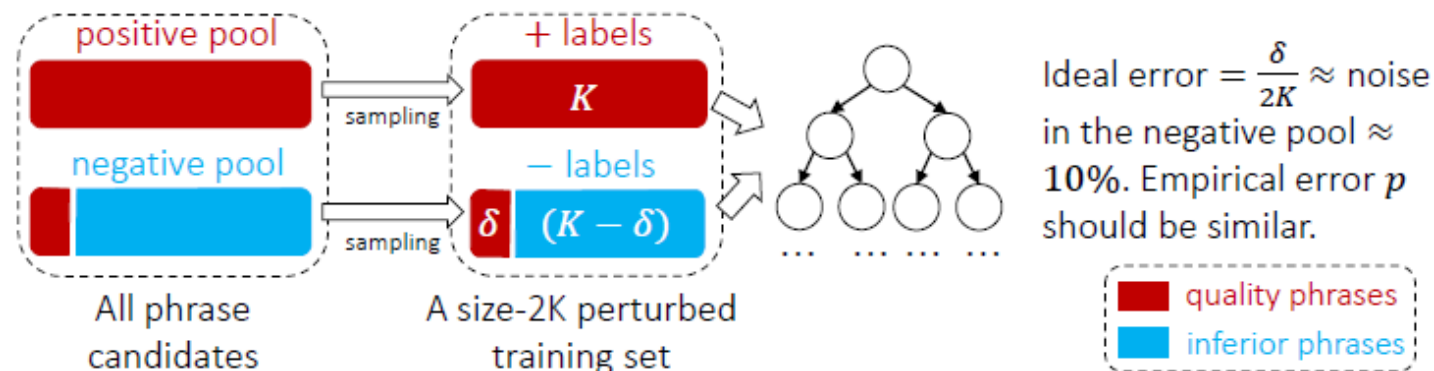 positive pool
negative pool
All phrase
candidates
sampling
sampling
+ labels
K
− labels
δ
(K − δ)
A size-2K perturbed
training set
... ... ... ...
Ideal error = δ/2K ≈ noise
in the negative pool ≈
10%. Empirical error p
should be similar.
quality phrases
inferior phrases